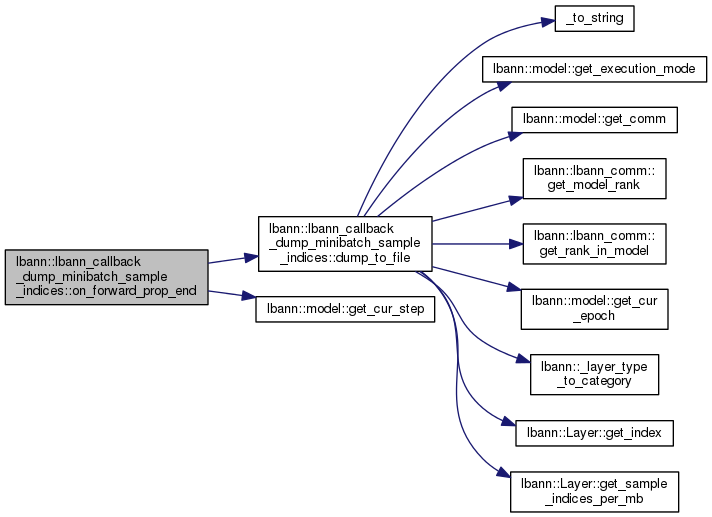 lbann::lbann_callback
_dump_minibatch_sample
_indices::on_forward_prop_end
lbann::lbann_callback
_dump_minibatch_sample
_indices::dump_to_file
lbann::model::get_cur_step
_to_string
lbann::model::get_execution_mode
lbann::model::get_comm
lbann::lbann_comm::
get_model_rank
lbann::lbann_comm::
get_rank_in_model
lbann::model::get_cur
_epoch
lbann::_layer_type
_to_category
lbann::Layer::get_index
lbann::Layer::get_sample
_indices_per_mb